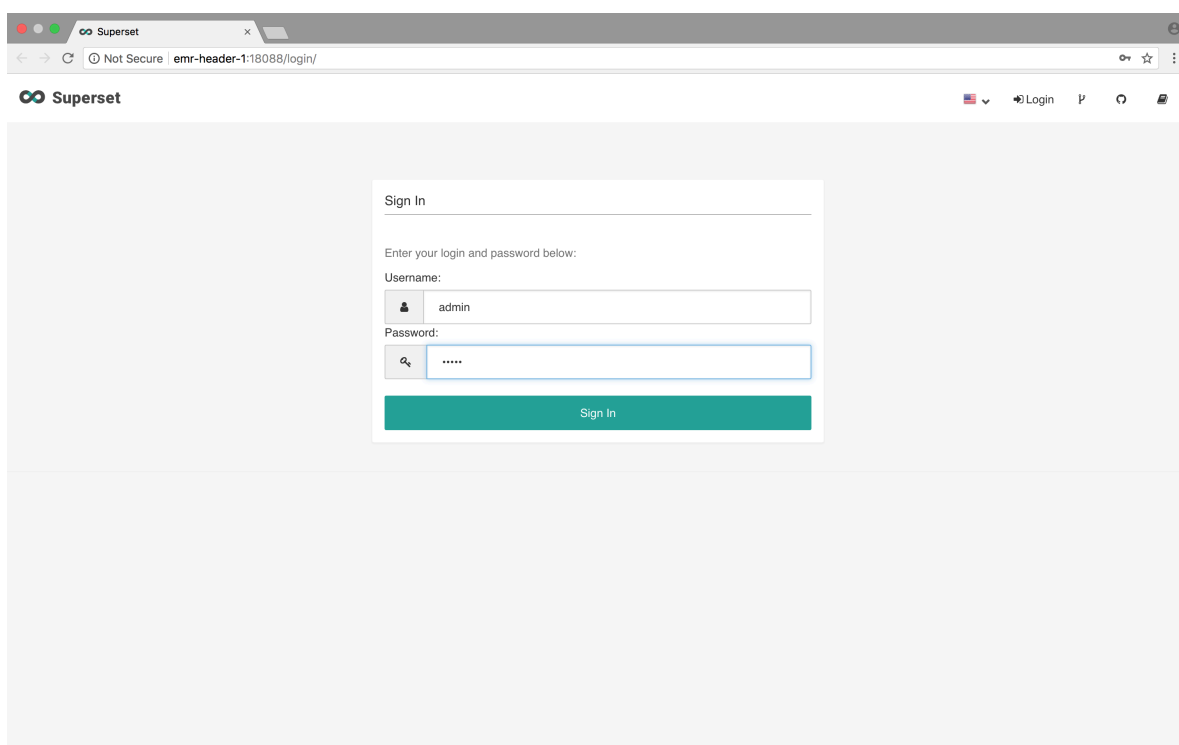 Superset
Not Secure emr-header-1:18088/login/
Superset
Login
Sign In
Enter your login and password below:
Username:
admin
Password:
•••••
Sign In